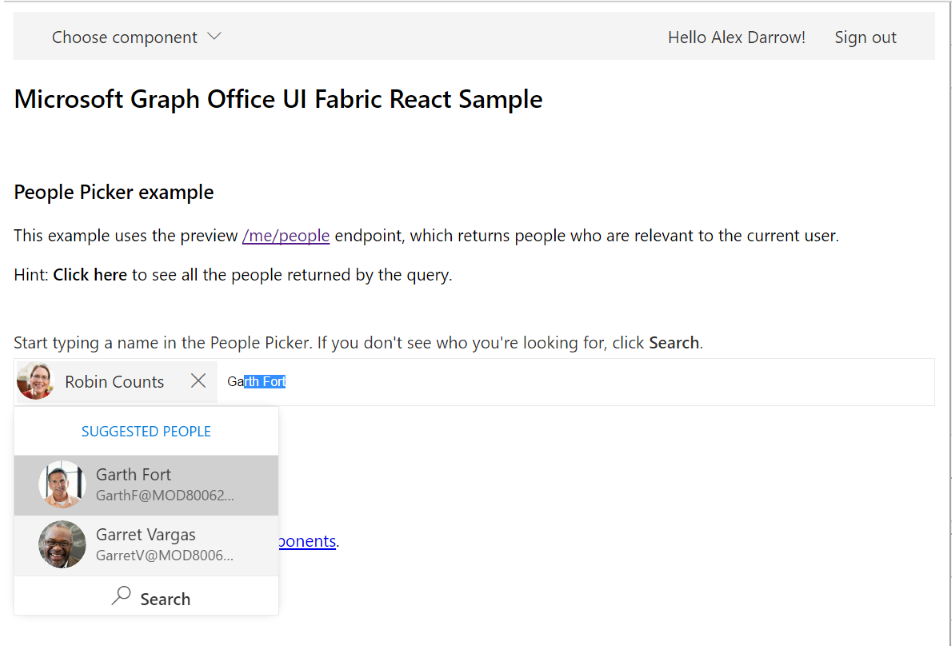 Choose component Hello Alex Darrow! Sign out
Microsoft Graph Office UI Fabric React Sample
People Picker example
This example uses the preview /me/people endpoint, which returns people who are relevant to the current user.
Hint: Click here to see all the people returned by the query.
Start typing a name in the People Picker. If you don't see who you're looking for, click Search.
Robin Counts Garth Fort
SUGGESTED PEOPLE
Garth Fort
GarthF@MOD80062...
Garret Vargas
GarretV@MOD8006...
ponents.
Search